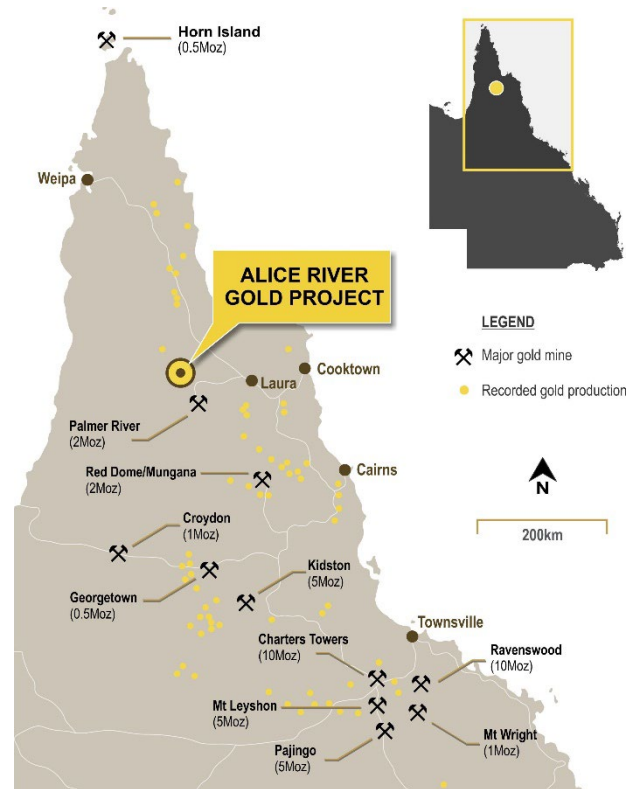 Horn Island
(0.5Moz)
Weipa
ALICE RIVER
GOLD PROJECT
LEGEND
Major gold mine
Recorded gold production
Cooktown
Laura
Palmer River
(2Moz)
Red Dome/Mungana
(2Moz)
Cairns
N
200km
Croydon
(1Moz)
Kidston
(5Moz)
Georgetown
(0.5Moz)
Townsville
Charters Towers
(10Moz)
Ravenswood
(10Moz)
Mt Leyshon
(5Moz)
Mt Wright
(1Moz)
Pajingo
(5Moz)